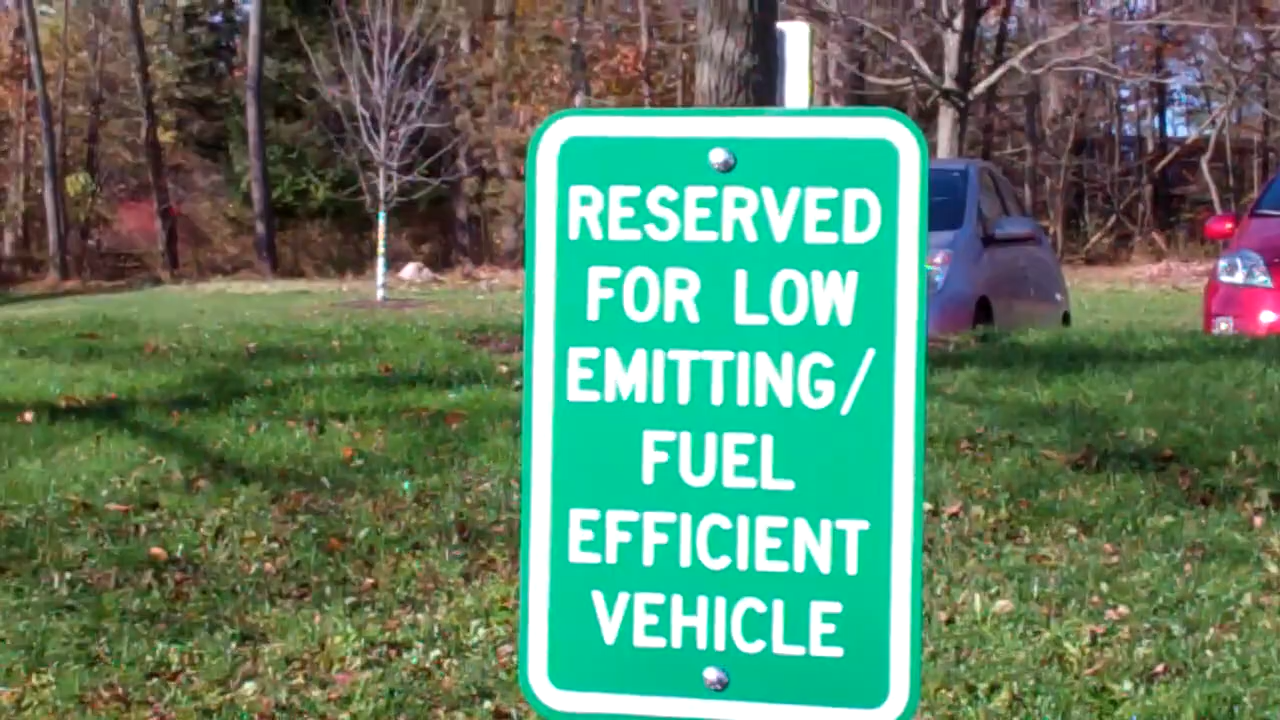 RESERVED
FOR LOW
EMITTING/
FUEL
EFFICIENT
VEHICLE